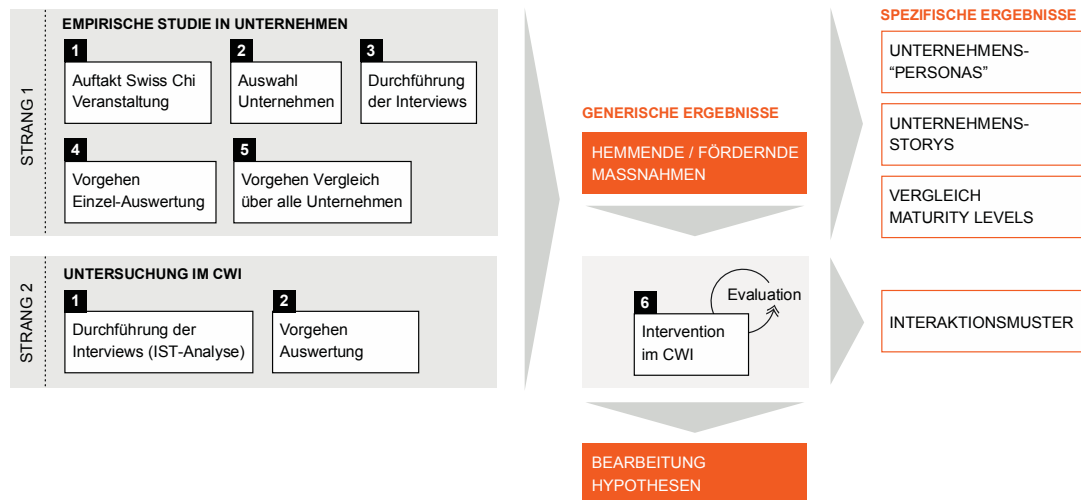 STRANG 1
EMPIRISCHE STUDIE IN UNTERNEHMEN
1
Auftakt Swiss Chi
Veranstaltung
2
Auswahl
Unternehmen
3
Durchführung
der Interviews
4
Vorgehen
Einzel-Auswertung
5
Vorgehen Vergleich
über alle Unternehmen
STRANG 2
UNTERSUCHUNG IM CWI
1
Durchführung der
Interviews (IST-Analyse)
2
Vorgehen
Auswertung
GENERISCHE ERGEBNISSE
HEMMENDE / FÖRDERNDE
MASSNAHMEN
Evaluation
6
Intervention
im CWI
BEARBEITUNG
HYPOTHESEN
SPEZIFISCHE ERGEBNISSE
UNTERNEHMENS-
“PERSONAS”
UNTERNEHMENS-
STORYS
VERGLEICH
MATURITY LEVELS
INTERAKTIONSMUSTER